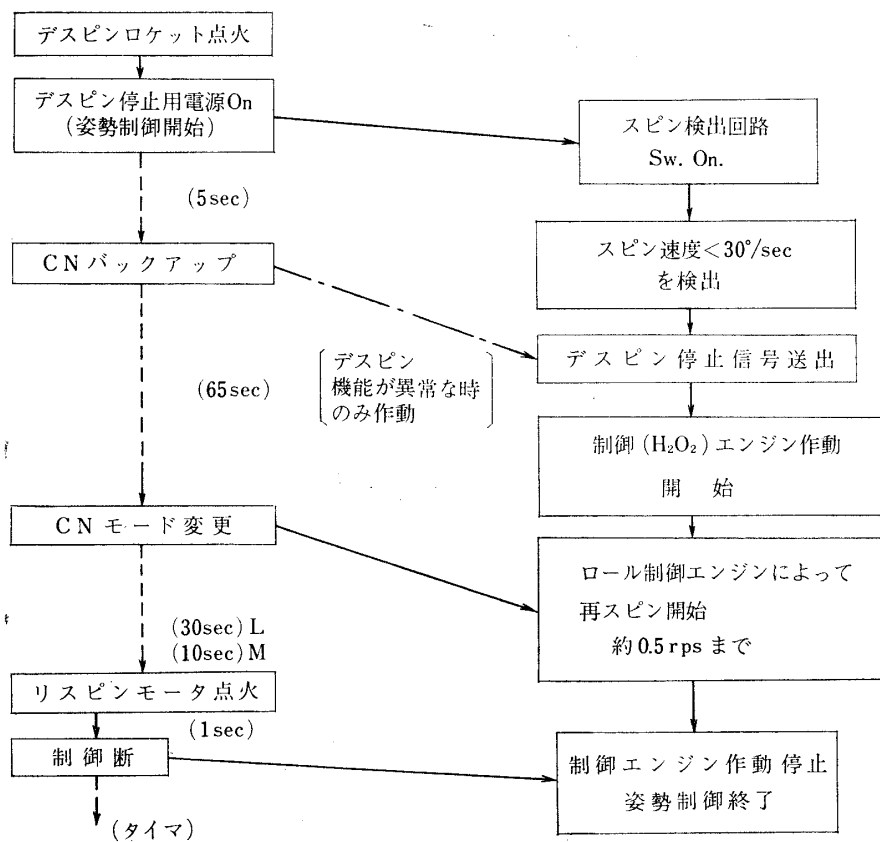 デスピンロケット点火
デスピン停止用電源On
(姿勢制御開始)
(5sec)
CNバックアップ
(65sec)
デスピン
機能が異常な時
のみ作動
CNモード変更
(30sec) L
(10sec) M
リスピンモータ点火
(1sec)
制御断
(タイマ)
スピン検出回路
Sw. On.
スピン速度<30°/sec
を検出
デスピン停止信号送出
制御(H₂O₂)エンジン作動
開始
ロール制御エンジンによって
再スピン開始
約0.5rpsまで
制御エンジン作動停止
姿勢制御終了